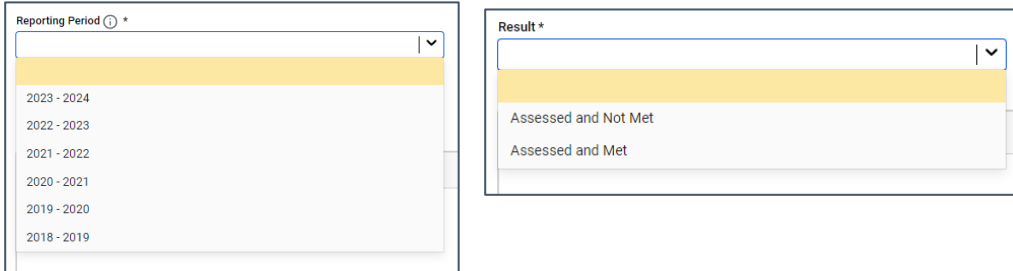 Reporting Period ⓘ *
2023 - 2024
2022 - 2023
2021 - 2022
2020 - 2021
2019 - 2020
2018 - 2019
Result *
Assessed and Not Met
Assessed and Met